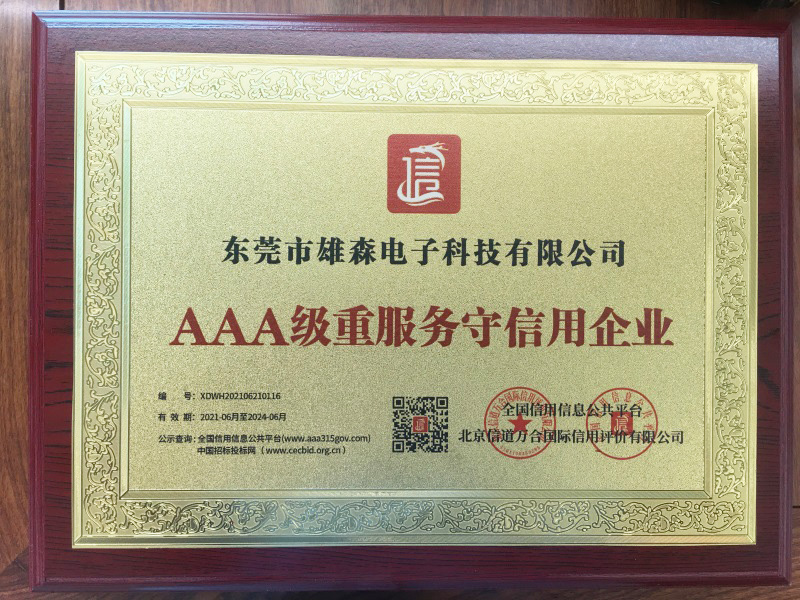 信
东莞市雄森电子科技有限公司
AAA级重服务守信用企业
编 号：XDWH202106210116
有 效 期：2021-06月至2024-06月
公示查询：全国信用信息公共平台(www.aaa315gov.com)
中国招标投标网（www.cecbid.org.cn）
全国信用信息公共平台
北京信道万合国际信用评价有限公司